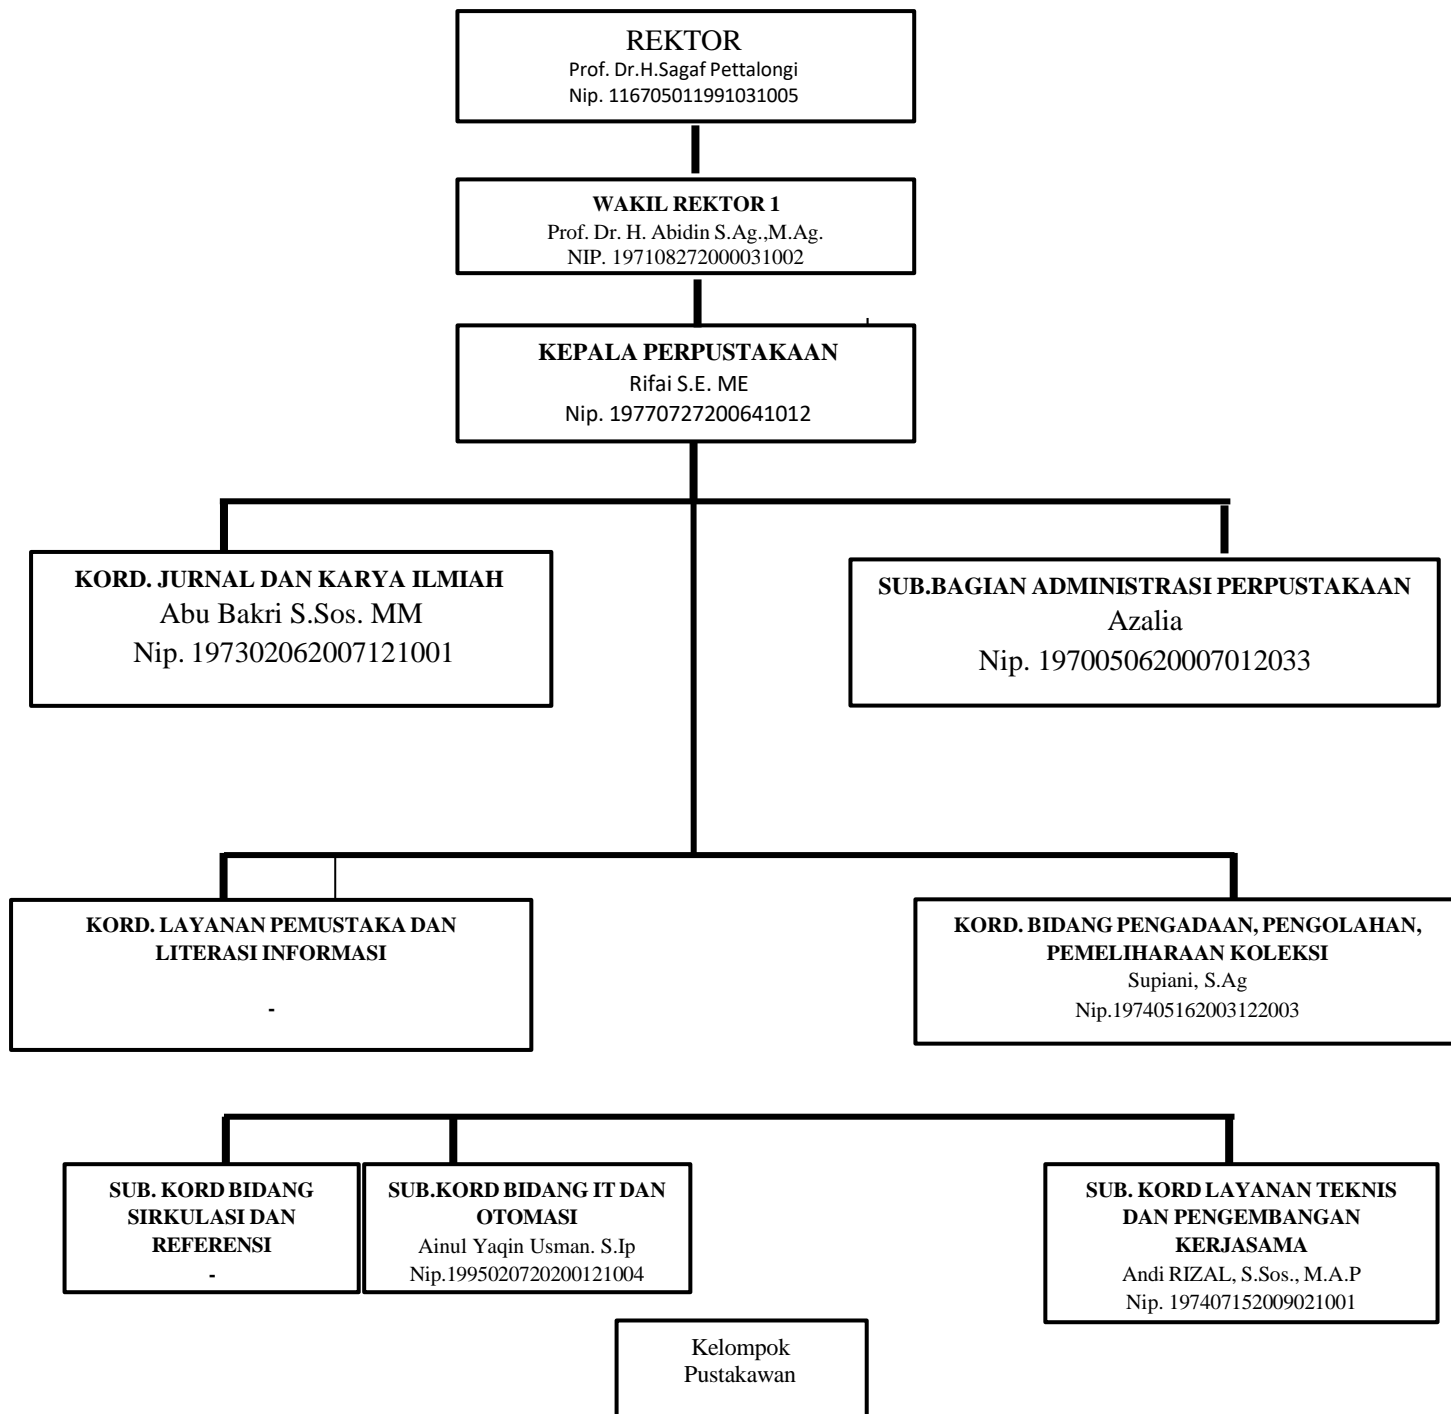 REKTOR
Prof. Dr.H.Sagaf Pettalongi
Nip. 116705011991031005
WAKIL REKTOR 1
Prof. Dr. H. Abidin S.Ag.,M.Ag.
NIP. 197108272000031002
KEPALA PERPUSTAKAAN
Rifai S.E. ME
Nip. 19770727200641012
KORD. JURNAL DAN KARYA ILMIAH
Abu Bakri S.Sos. MM
Nip. 197302062007121001
SUB.BAGIAN ADMINISTRASI PERPUSTAKAAN
Azalia
Nip. 1970050620007012033
KORD. LAYANAN PEMUSTAKA DAN
LITERASI INFORMASI
-
KORD. BIDANG PENGADAAN, PENGOLAHAN,
PEMELIHARAAN KOLEKSI
Supiani, S.Ag
Nip.197405162003122003
SUB. KORD BIDANG
SIRKULASI DAN
REFERENSI
-
SUB.KORD BIDANG IT DAN
OTOMASI
Ainul Yaqin Usman. S.Ip
Nip.1995020720200121004
SUB. KORD LAYANAN TEKNIS
DAN PENGEMBANGAN
KERJASAMA
Andi RIZAL, S.Sos., M.A.P
Nip. 197407152009021001
Kelompok
Pustakawan